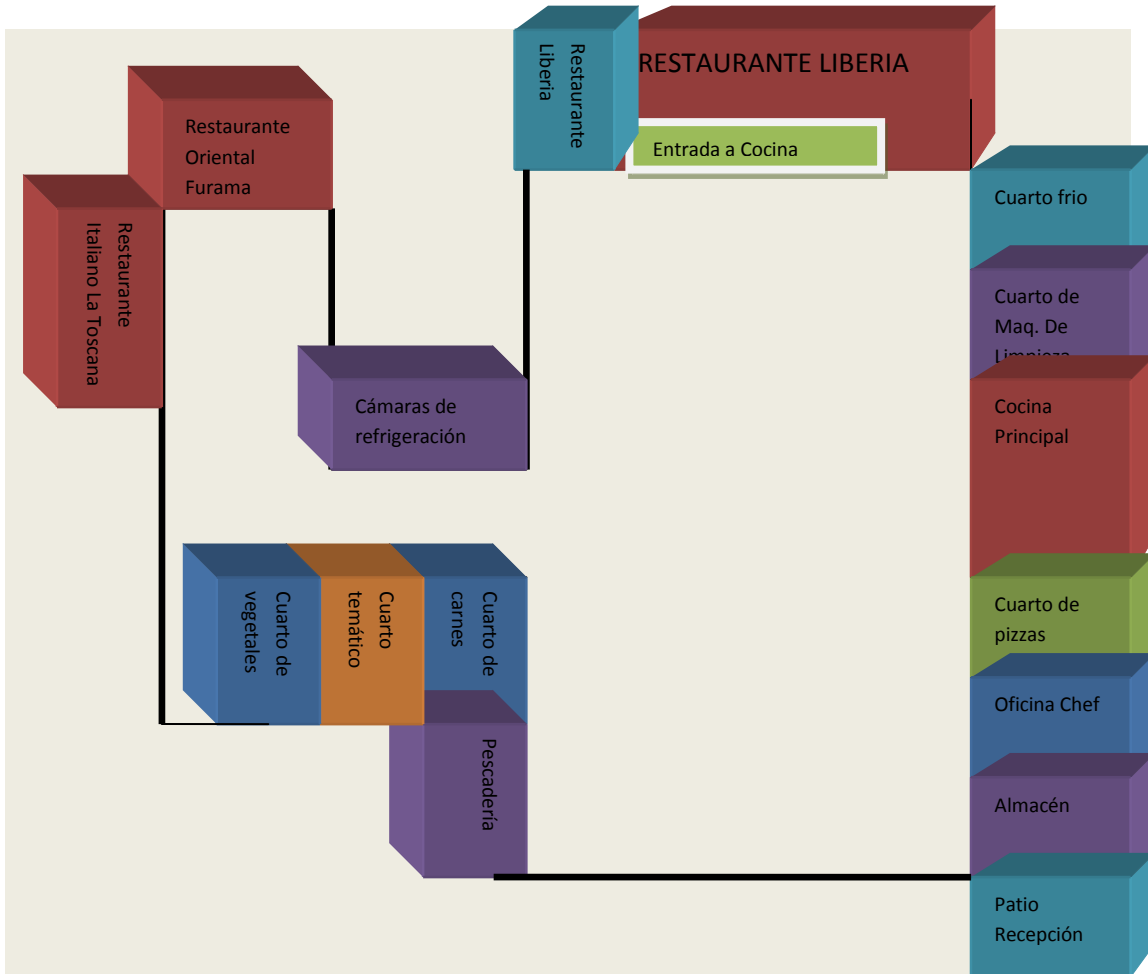 Restaurante
Liberia
RESTAURANTE LIBERIA
Entrada a Cocina
Restaurante
Oriental
Furama
Restaurante
Italiano La Toscana
Cuarto frio
Cuarto de
Maq. De
Limpieza
Cámaras de
refrigeración
Cocina
Principal
Cuarto de
vegetales
Cuarto
temático
Cuarto de
carnes
Cuarto de
pizzas
Pescadería
Oficina Chef
Almacén
Patio
Recepción